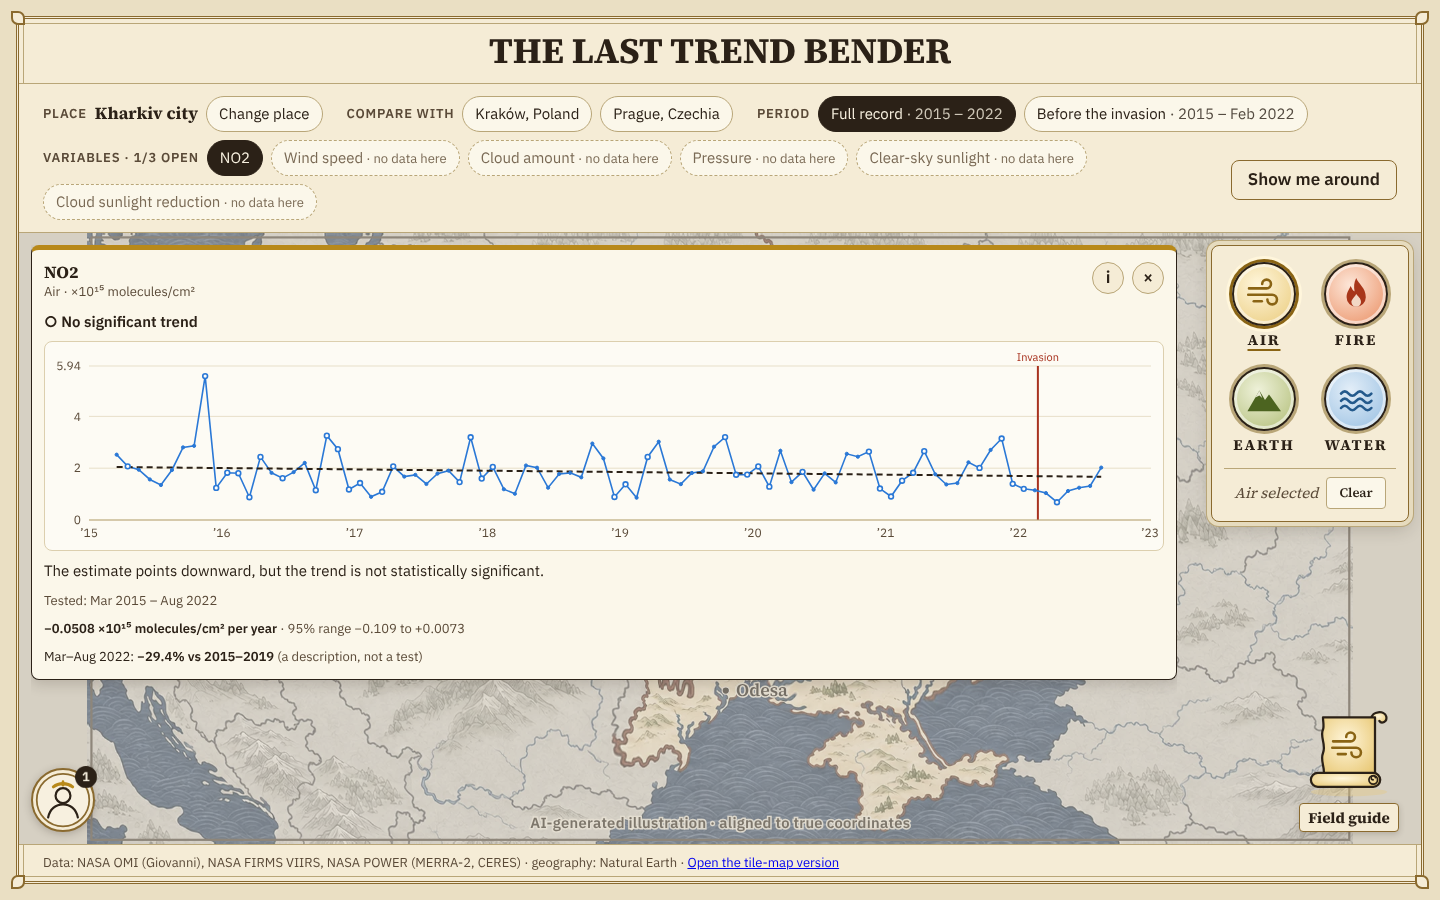 THE LAST TREND BENDER
PLACE Kharkiv city Change place COMPARE WITH Kraków, Poland Prague, Czechia PERIOD Full record · 2015 – 2022 Before the invasion · 2015 – Feb 2022
VARIABLES · 1/3 OPEN NO2 Wind speed · no data here Cloud amount · no data here Pressure · no data here Clear-sky sunlight · no data here
Cloud sunlight reduction · no data here
Show me around
NO2
Air · ×10¹⁵ molecules/cm²
i ×
No significant trend
Invasion
5.94
4
2
0
’15 ’16 ’17 ’18 ’19 ’20 ’21 ’22 ’23
The estimate points downward, but the trend is not statistically significant.
Tested: Mar 2015 – Aug 2022
−0.0508 ×10¹⁵ molecules/cm² per year · 95% range −0.109 to +0.0073
Mar–Aug 2022: −29.4% vs 2015–2019 (a description, not a test)
AIR FIRE
EARTH WATER
Air selected Clear
Odesa
1
AI-generated illustration · aligned to true coordinates
Field guide
Data: NASA OMI (Giovanni), NASA FIRMS VIIRS, NASA POWER (MERRA-2, CERES) · geography: Natural Earth · Open the tile-map version